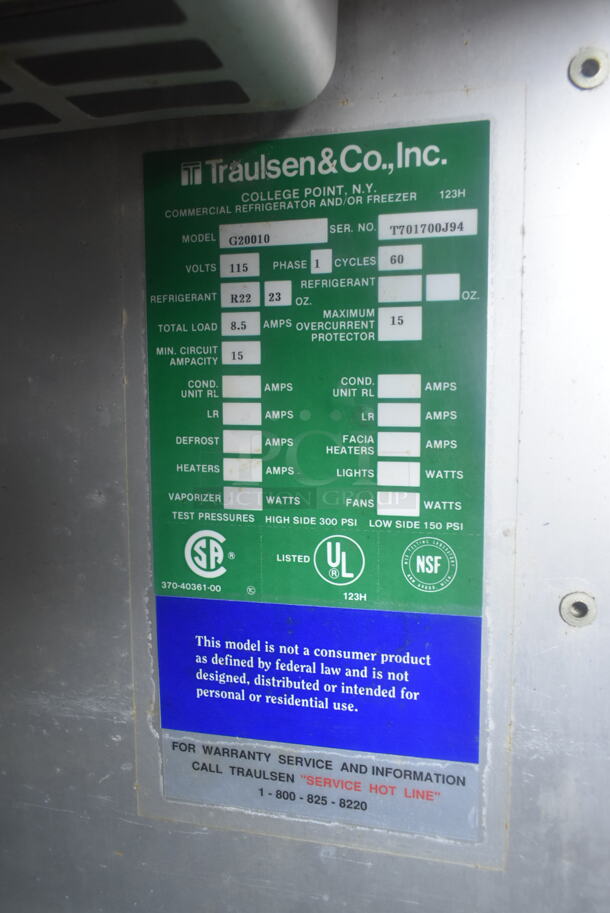 Traulsen & Co., Inc.
COLLEGE POINT, N.Y.
COMMERCIAL REFRIGERATOR AND/OR FREEZER 123H
MODEL G20010 SER. NO. T701700J94
VOLTS 115 PHASE 1 CYCLES 60
REFRIGERANT R22 23 OZ. REFRIGERANT OZ.
TOTAL LOAD 8.5 AMPS MAXIMUM OVERCURRENT PROTECTOR 15
MIN. CIRCUIT AMPACITY 15
COND. UNIT RL AMPS COND. UNIT RL AMPS
LR AMPS LR AMPS
DEFROST AMPS FACIA HEATERS AMPS
HEATERS AMPS LIGHTS WATTS
VAPORIZER WATTS FANS WATTS
PCI
AUCTION GROUP
TEST PRESSURES HIGH SIDE 300 PSI LOW SIDE 150 PSI
SA ® LISTED UL ® NSF
370-40361-00 123H
This model is not a consumer product
as defined by federal law and is not
designed, distributed or intended for
personal or residential use.
FOR WARRANTY SERVICE AND INFORMATION
CALL TRAULSEN "SERVICE HOT LINE"
1 - 800 - 825 - 8220